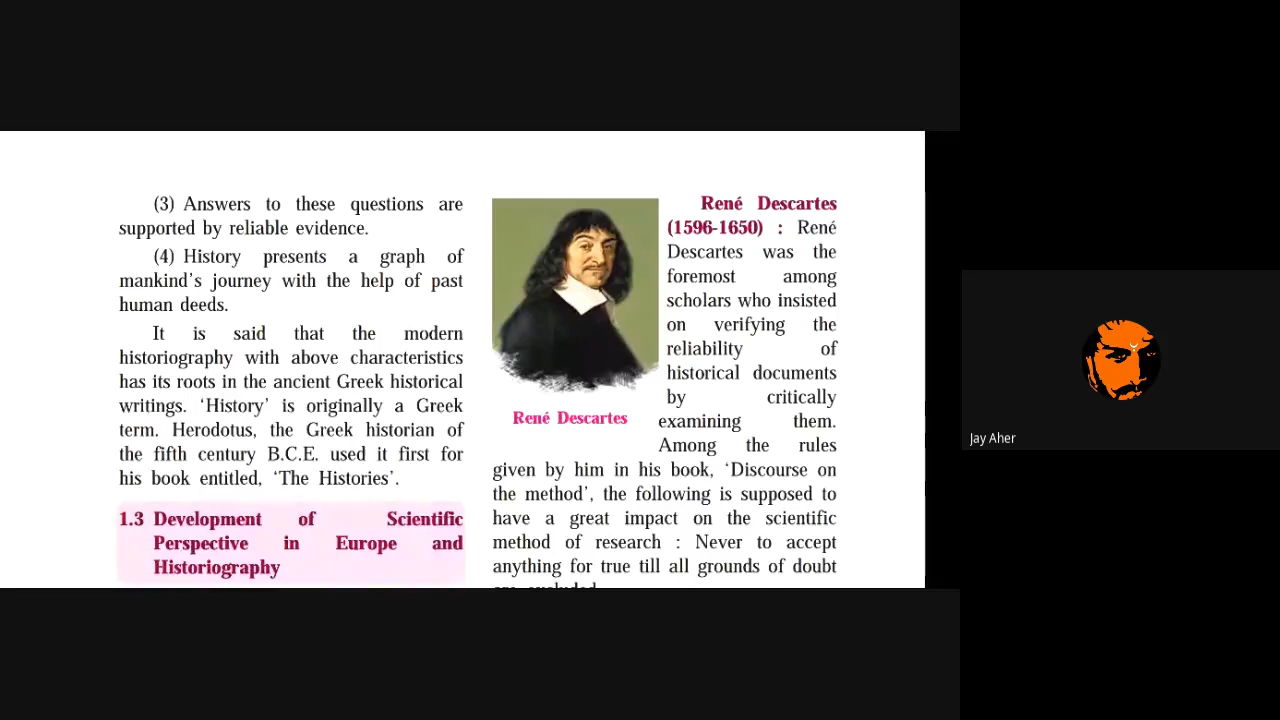 (3) Answers to these questions are
supported by reliable evidence.
(4) History presents a graph of
mankind's journey with the help of past
human deeds.
It is said that the modern
historiography with above characteristics
has its roots in the ancient Greek historical
writings. ‘History’ is originally a Greek
term. Herodotus, the Greek historian of
the fifth century B.C.E. used it first for
his book entitled, ‘The Histories’.
1.3 Development of Scientific
Perspective in Europe and
Historiography
René Descartes
René Descartes
(1596-1650) : René
Descartes was the
foremost among
scholars who insisted
on verifying the
reliability of
historical documents
by critically
examining them.
Among the rules
given by him in his book, ‘Discourse on
the method’, the following is supposed to
have a great impact on the scientific
method of research : Never to accept
anything for true till all grounds of doubt
Jay Aher